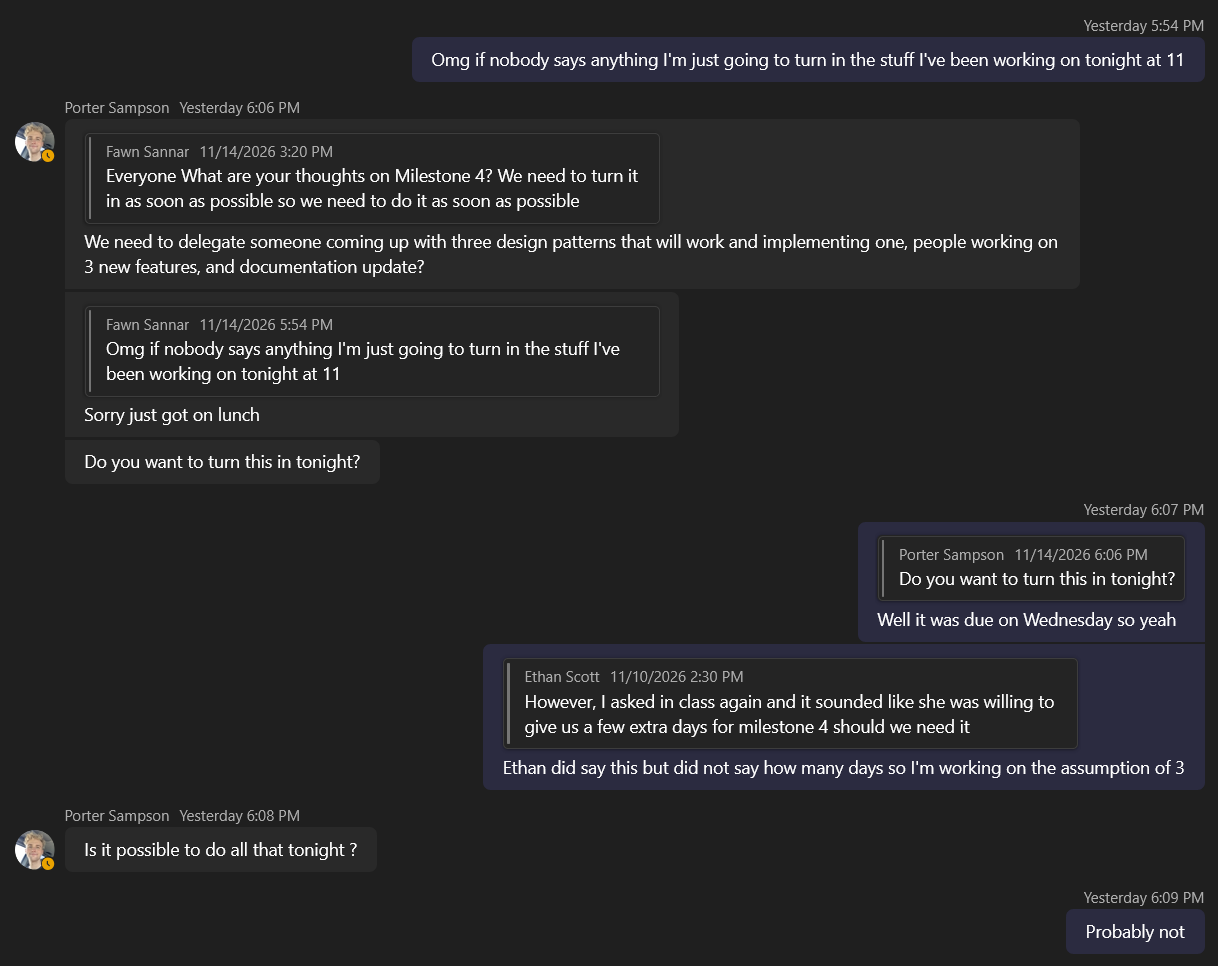 Yesterday 5:54 PM
Omg if nobody says anything I'm just going to turn in the stuff I've been working on tonight at 11
Porter Sampson Yesterday 6:06 PM
Fawn Sannar 11/14/2026 3:20 PM
Everyone What are your thoughts on Milestone 4? We need to turn it
in as soon as possible so we need to do it as soon as possible
We need to delegate someone coming up with three design patterns that will work and implementing one, people working on
3 new features, and documentation update?
Fawn Sannar 11/14/2026 5:54 PM
Omg if nobody says anything I'm just going to turn in the stuff I've
been working on tonight at 11
Sorry just got on lunch
Do you want to turn this in tonight?
Yesterday 6:07 PM
Porter Sampson 11/14/2026 6:06 PM
Do you want to turn this in tonight?
Well it was due on Wednesday so yeah
Ethan Scott 11/10/2026 2:30 PM
However, I asked in class again and it sounded like she was willing to
give us a few extra days for milestone 4 should we need it
Ethan did say this but did not say how many days so I'm working on the assumption of 3
Porter Sampson Yesterday 6:08 PM
Is it possible to do all that tonight ?
Yesterday 6:09 PM
Probably not